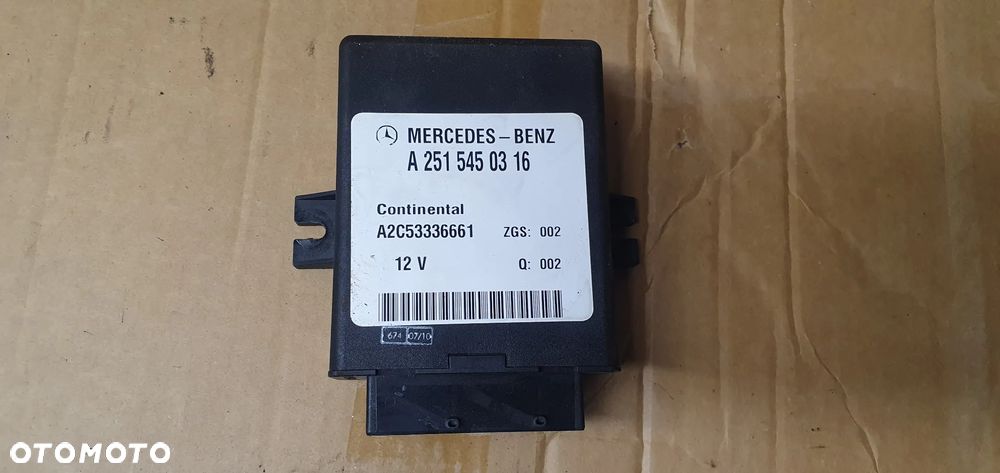 MERCEDES-BENZ
A 251 545 03 16
Continental
A2C53336661 ZGS: 002
12 V Q: 002
674 07/10
OTOMOTO